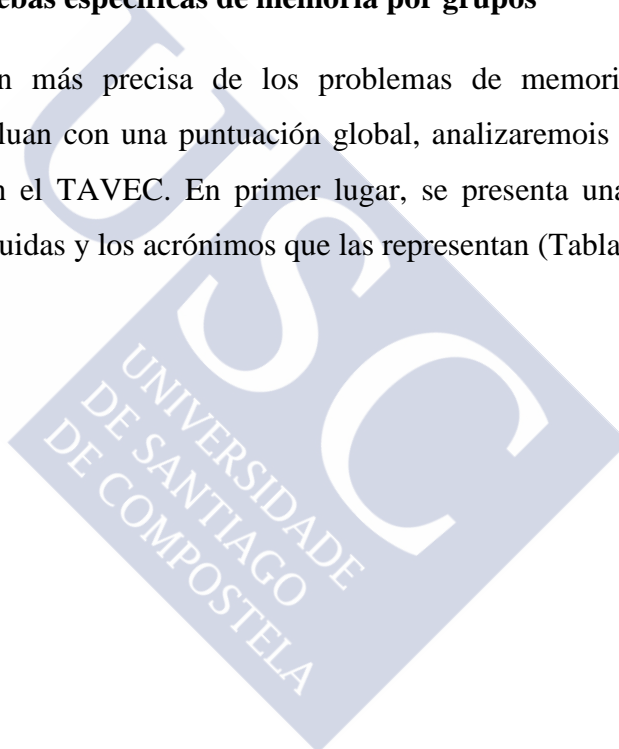 ebas específicas de memoria por grupos
n más precisa de los problemas de memori
luan con una puntuación global, analizaremois
n el TAVEC. En primer lugar, se presenta una
uidas y los acrónimos que las representan (Tabla
USC
UNIVERSIDADE
DE SANTIAGO
DE COMPOSTELA